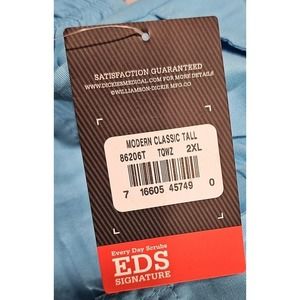 SATISFACTION GUARANTEED
WWW.DICKIESMEDICAL.COM FOR MORE DETAILS
©WILLIAMSON-DICKIE MFG CO
MODERN CLASSIC TALL
86206T TQWZ 2XL
7 16605 45749 0
Every Day Scrubs
EDS
SIGNATURE